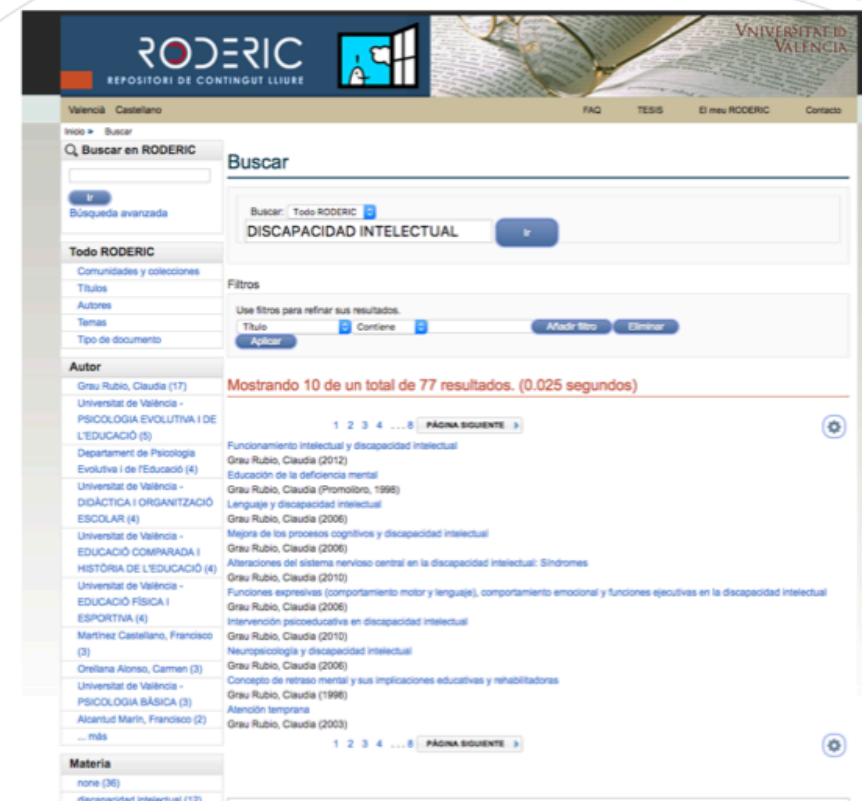 RODERIC
REPOSITORI DE CONTINGUT LLIURE
VNIVERSITAT ID
VALÈNCIA
Valencià Castellano
FAQ TESIS El meu RODERIC Contacto
Inicio > Buscar
Buscar en RODERIC
Ir
Búsqueda avanzada
Todo RODERIC
Comunidades y colecciones
Títulos
Autores
Temas
Tipo de documento
Autor
Grau Rubio, Claudia (17)
Universitat de València -
PSICOLOGIA EVOLUTIVA I DE
L'EDUCACIÓ (5)
Departament de Psicologia
Evolutiva i de l'Educació (4)
Universitat de València -
DIDÀCTICA I ORGANITZACIÓ
ESCOLAR (4)
Universitat de València -
EDUCACIÓ COMPARADA I
HISTÒRIA DE L'EDUCACIÓ (4)
Universitat de València -
EDUCACIÓ FÍSICA I
ESPORTIVA (4)
Martínez Castellano, Francisco
(3)
Orellana Alonso, Carmen (3)
Universitat de València -
PSICOLOGIA BÀSICA (3)
Alcantud Marín, Francisco (2)
... más
Materia
none (36)
discapacidad intelectual (12)
Buscar
Buscar: Todo RODERIC
DISCAPACIDAD INTELECTUAL Ir
Filtros
Use filtros para refinar sus resultados.
Título Contiene Añadir filtro Eliminar
Aplicar
Mostrando 10 de un total de 77 resultados. (0.025 segundos)
1 2 3 4 ...8 PÁGINA SIGUIENTE
Funcionamiento intelectual y discapacidad intelectual
Grau Rubio, Claudia (2012)
Educación de la deficiencia mental
Grau Rubio, Claudia (Promolibro, 1998)
Lenguaje y discapacidad intelectual
Grau Rubio, Claudia (2006)
Mejora de los procesos cognitivos y discapacidad intelectual
Grau Rubio, Claudia (2006)
Alteraciones del sistema nervioso central en la discapacidad intelectual: Síndromes
Grau Rubio, Claudia (2010)
Funciones expresivas (comportamiento motor y lenguaje), comportamiento emocional y funciones ejecutivas en la discapacidad intelectual
Grau Rubio, Claudia (2006)
Intervención psicoeducativa en discapacidad intelectual
Grau Rubio, Claudia (2010)
Neuropsicología y discapacidad intelectual
Grau Rubio, Claudia (2006)
Concepto de retraso mental y sus implicaciones educativas y rehabilitadoras
Grau Rubio, Claudia (1998)
Atención temprana
Grau Rubio, Claudia (2003)
1 2 3 4 ...8 PÁGINA SIGUIENTE